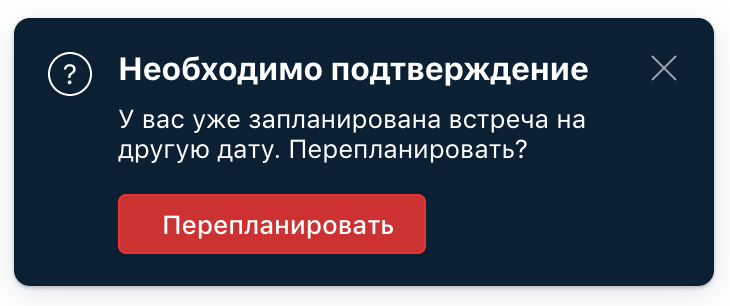 Необходимо подтверждение
У вас уже запланирована встреча на
другую дату. Перепланировать?
Перепланировать